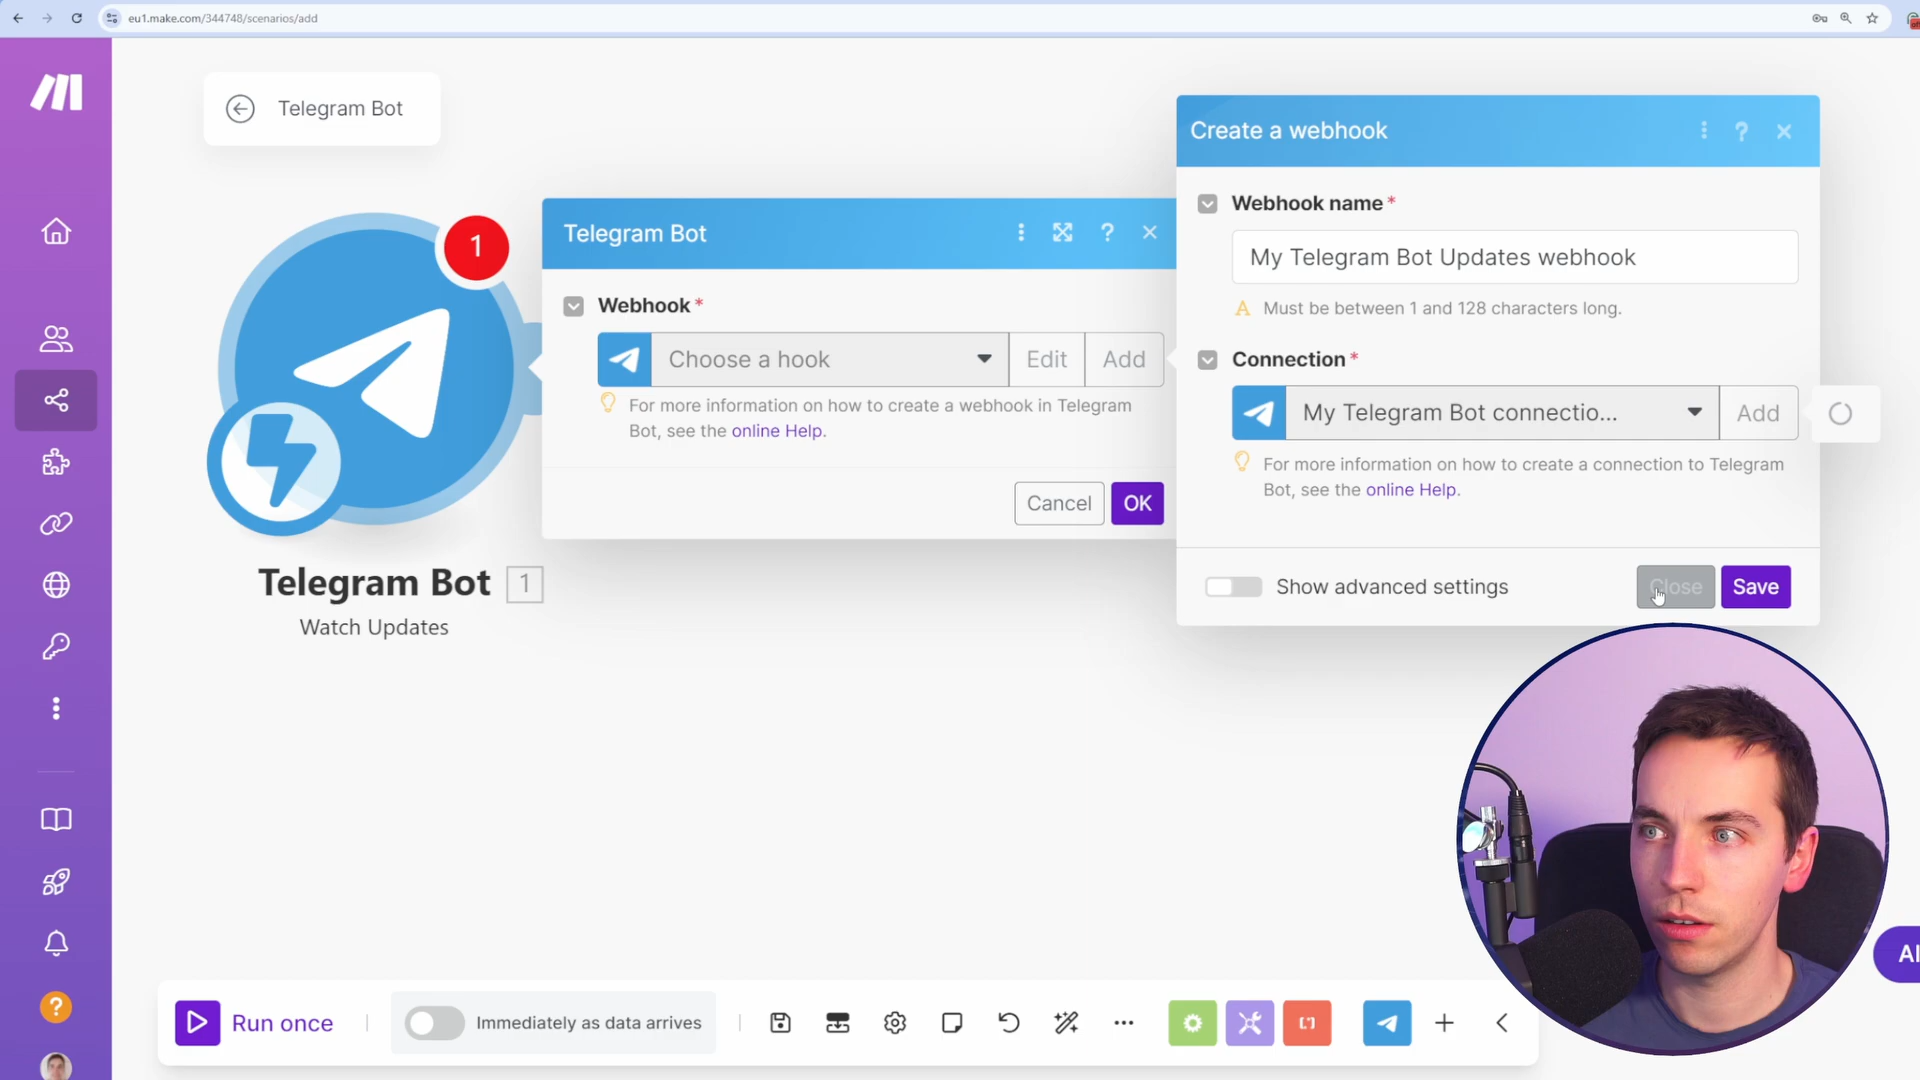 eu1.make.com/344748/scenarios/add
Telegram Bot
Create a webhook
?
Webhook name *
My Telegram Bot Updates webhook
A Must be between 1 and 128 characters long.
Connection *
My Telegram Bot connectio...
Add
For more information on how to create a connection to Telegram
Bot, see the online Help.
Show advanced settings
Close
Save
Telegram Bot
?
Webhook *
Choose a hook
Edit
Add
For more information on how to create a webhook in Telegram
Bot, see the online Help.
Cancel
OK
1
Telegram Bot 1
Watch Updates
?
Run once
Immediately as data arrives
AI